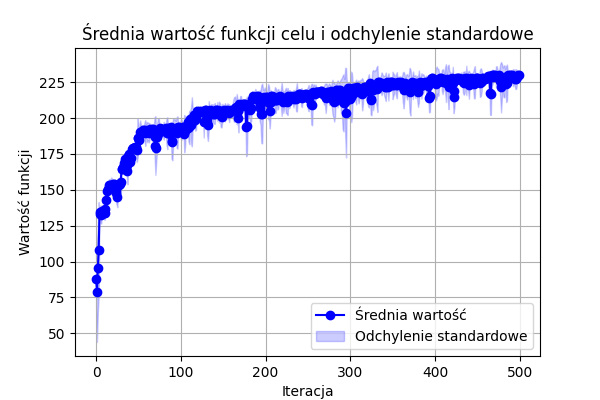 Średnia wartość funkcji celu i odchylenie standardowe
Wartość funkcji
225
200
175
150
125
100
75
50
0 100 200 300 400 500
Iteracja
Średnia wartość
Odchylenie standardowe